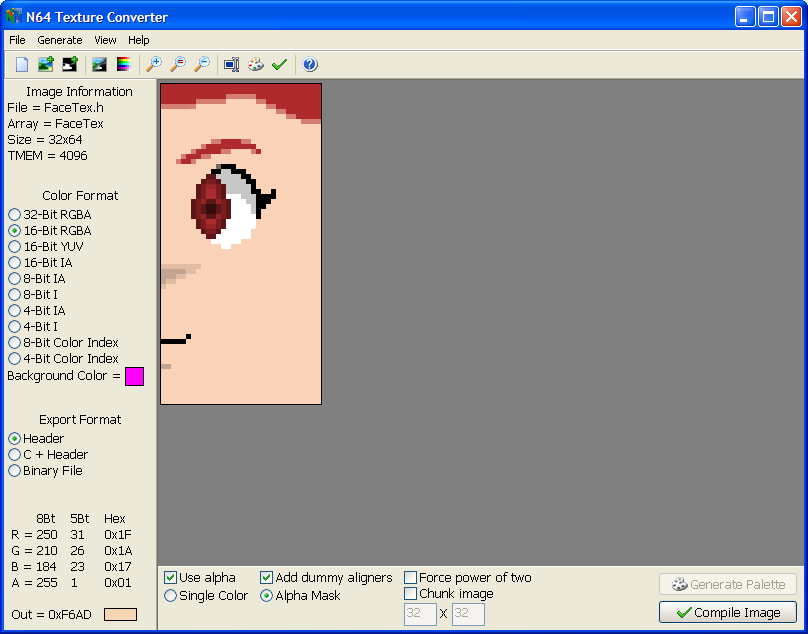 N64 Texture Converter
File Generate View Help
Image Information
File = FaceTex.h
Array = FaceTex
Size = 32x64
TMEM = 4096
Color Format
32-Bit RGBA
16-Bit RGBA
16-Bit YUV
16-Bit IA
8-Bit IA
8-Bit I
4-Bit IA
4-Bit I
8-Bit Color Index
4-Bit Color Index
Background Color =
Export Format
Header
C + Header
Binary File
8Bt 5Bt Hex
R = 250 31 0x1F
G = 210 26 0x1A
B = 184 23 0x17
A = 255 1 0x01
Out = 0xF6AD
Use alpha Add dummy aligners Force power of two
Single Color Alpha Mask Chunk image
32 X 32
Generate Palette
Compile Image